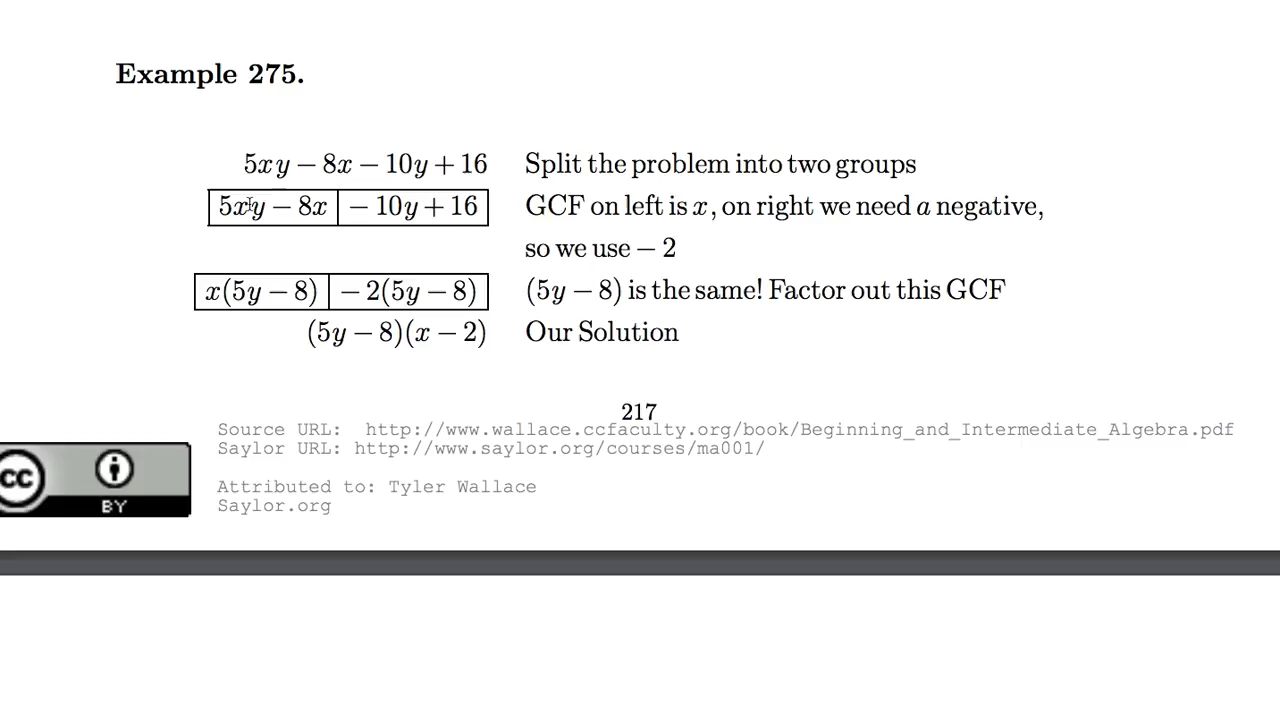 Example 275.
5xy − 8x − 10y + 16 Split the problem into two groups
5xy − 8x − 10y + 16 GCF on left is x, on right we need a negative,
so we use − 2
x(5y − 8) − 2(5y − 8) (5y − 8) is the same! Factor out this GCF
(5y − 8)(x − 2) Our Solution
217
Source URL: http://www.wallace.ccfaculty.org/book/Beginning_and_Intermediate_Algebra.pdf
Saylor URL: http://www.saylor.org/courses/ma001/
Attributed to: Tyler Wallace
Saylor.org
cc
BY